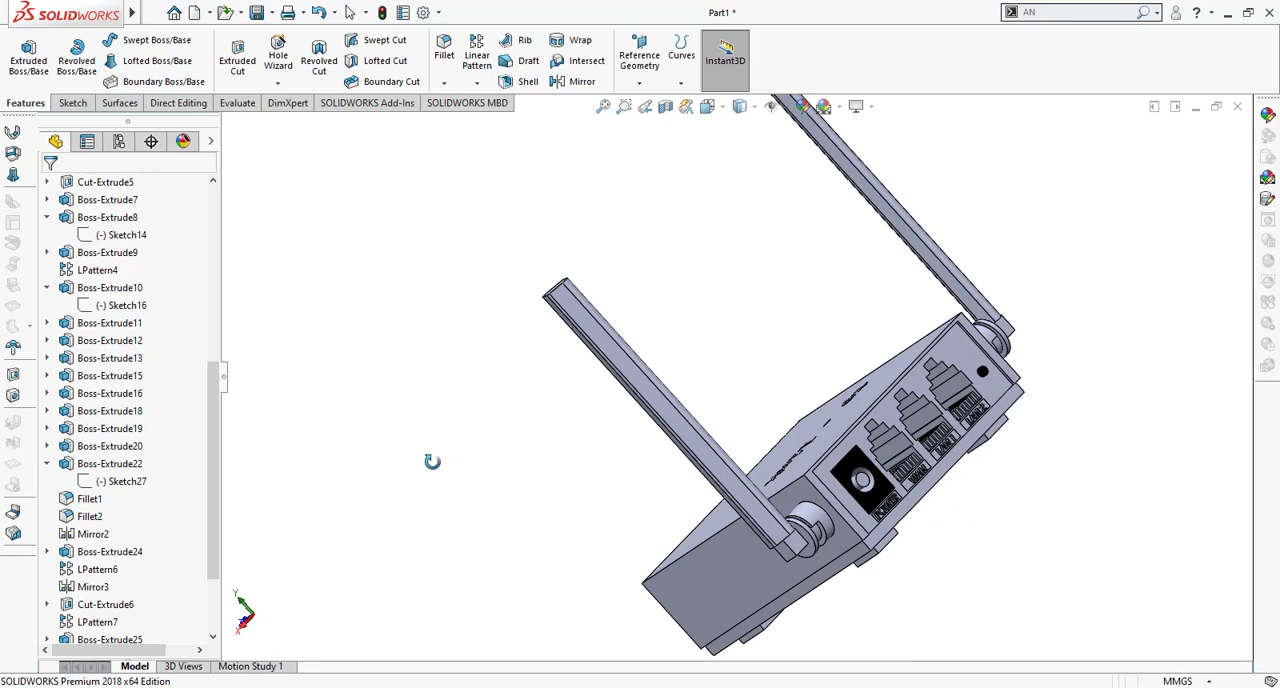 SOLIDWORKS
Part1 *
AN
Extruded Boss/Base
Revolved Boss/Base
Swept Boss/Base
Lofted Boss/Base
Boundary Boss/Base
Extruded Cut
Hole Wizard
Revolved Cut
Swept Cut
Lofted Cut
Boundary Cut
Fillet
Linear Pattern
Rib
Draft
Shell
Wrap
Intersect
Mirror
Reference Geometry
Curves
Instant3D
Features
Sketch
Surfaces
Direct Editing
Evaluate
DimXpert
SOLIDWORKS Add-Ins
SOLIDWORKS MBD
Cut-Extrude5
Boss-Extrude7
Boss-Extrude8
(-) Sketch14
Boss-Extrude9
LPattern4
Boss-Extrude10
(-) Sketch16
Boss-Extrude11
Boss-Extrude12
Boss-Extrude13
Boss-Extrude15
Boss-Extrude16
Boss-Extrude18
Boss-Extrude19
Boss-Extrude20
Boss-Extrude22
(-) Sketch27
Fillet1
Fillet2
Mirror2
Boss-Extrude24
LPattern6
Mirror3
Cut-Extrude6
LPattern7
Boss-Extrude25
POWER
WAN
LAN1
LAN2
Y
X
Model
3D Views
Motion Study 1
SOLIDWORKS Premium 2018 x64 Edition
MMGS